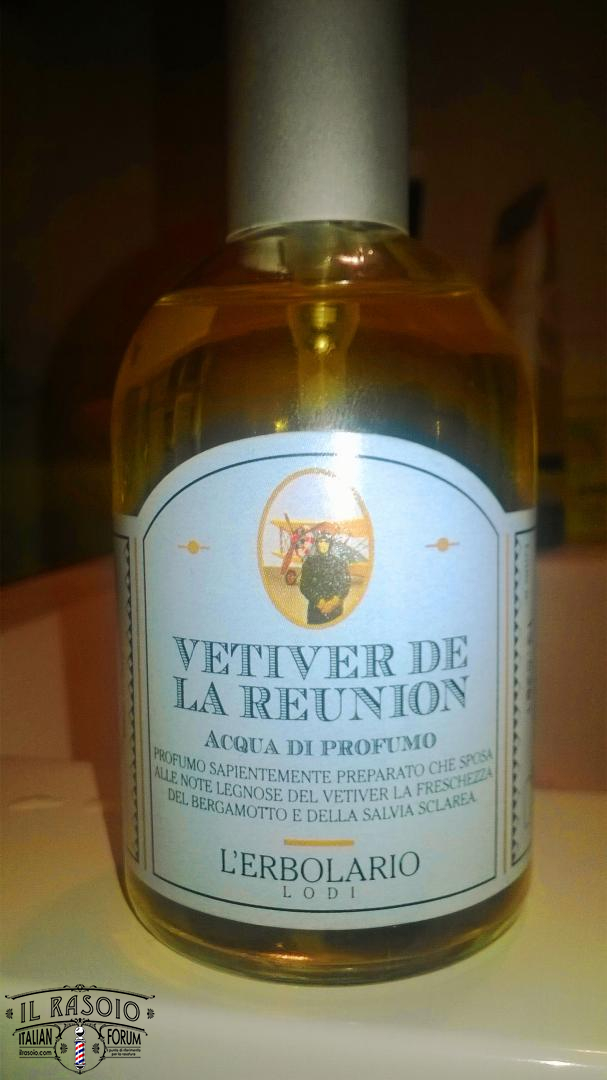 VETIVER DE
LA REUNION
ACQUA DI PROFUMO
PROFUMO SAPIENTEMENTE PREPARATO CHE SPOSA
ALLE NOTE LEGNOSE DEL VETIVER LA FRESCHEZZA
DEL BERGAMOTTO E DELLA SALVIA SCLAREA.
L'ERBOLARIO
LODI
IL RASOIO
ITALIAN FORUM
ilrasoio.com